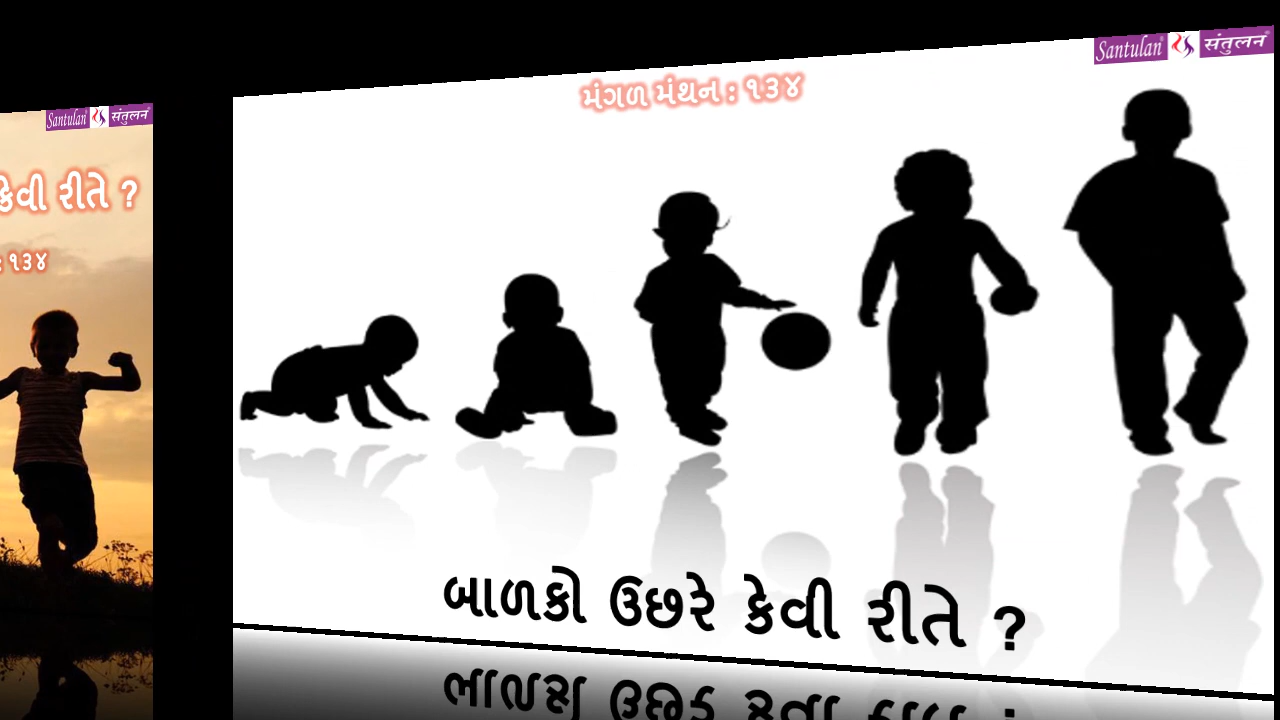 Santulan संतुलन
કેવી રીતે ?
: ૧૩૪
Santulan संतुलन
મંગળ મંથન : ૧૩૪
બાળકો ઉછરે કેવી રીતે ?